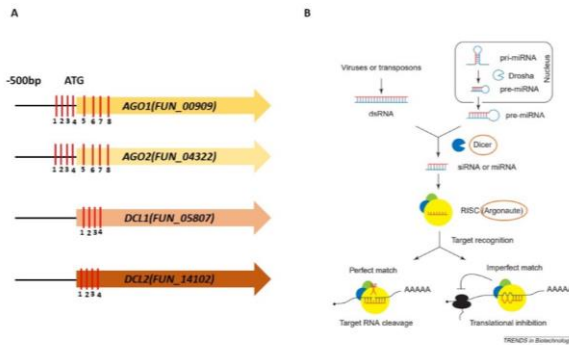 A
-500bp
ATG
AGO1(FUN_00909)
1 2 3 4 5 6 7 8
AGO2(FUN_04322)
1 2 3 4 5 6 7 8
DCL1(FUN_05807)
1 2 3 4
DCL2(FUN_14102)
1 2 3 4
B
Viruses or transposons
dsRNA
pri-miRNA
Drosha
pre-miRNA
Nucleus
pre-miRNA
Dicer
siRNA or miRNA
RISC (Argonaute)
Target recognition
Perfect match
Imperfect match
AAAAA
AAAAA
Target RNA cleavage
Translational inhibition
TRENDS in Biotechnology